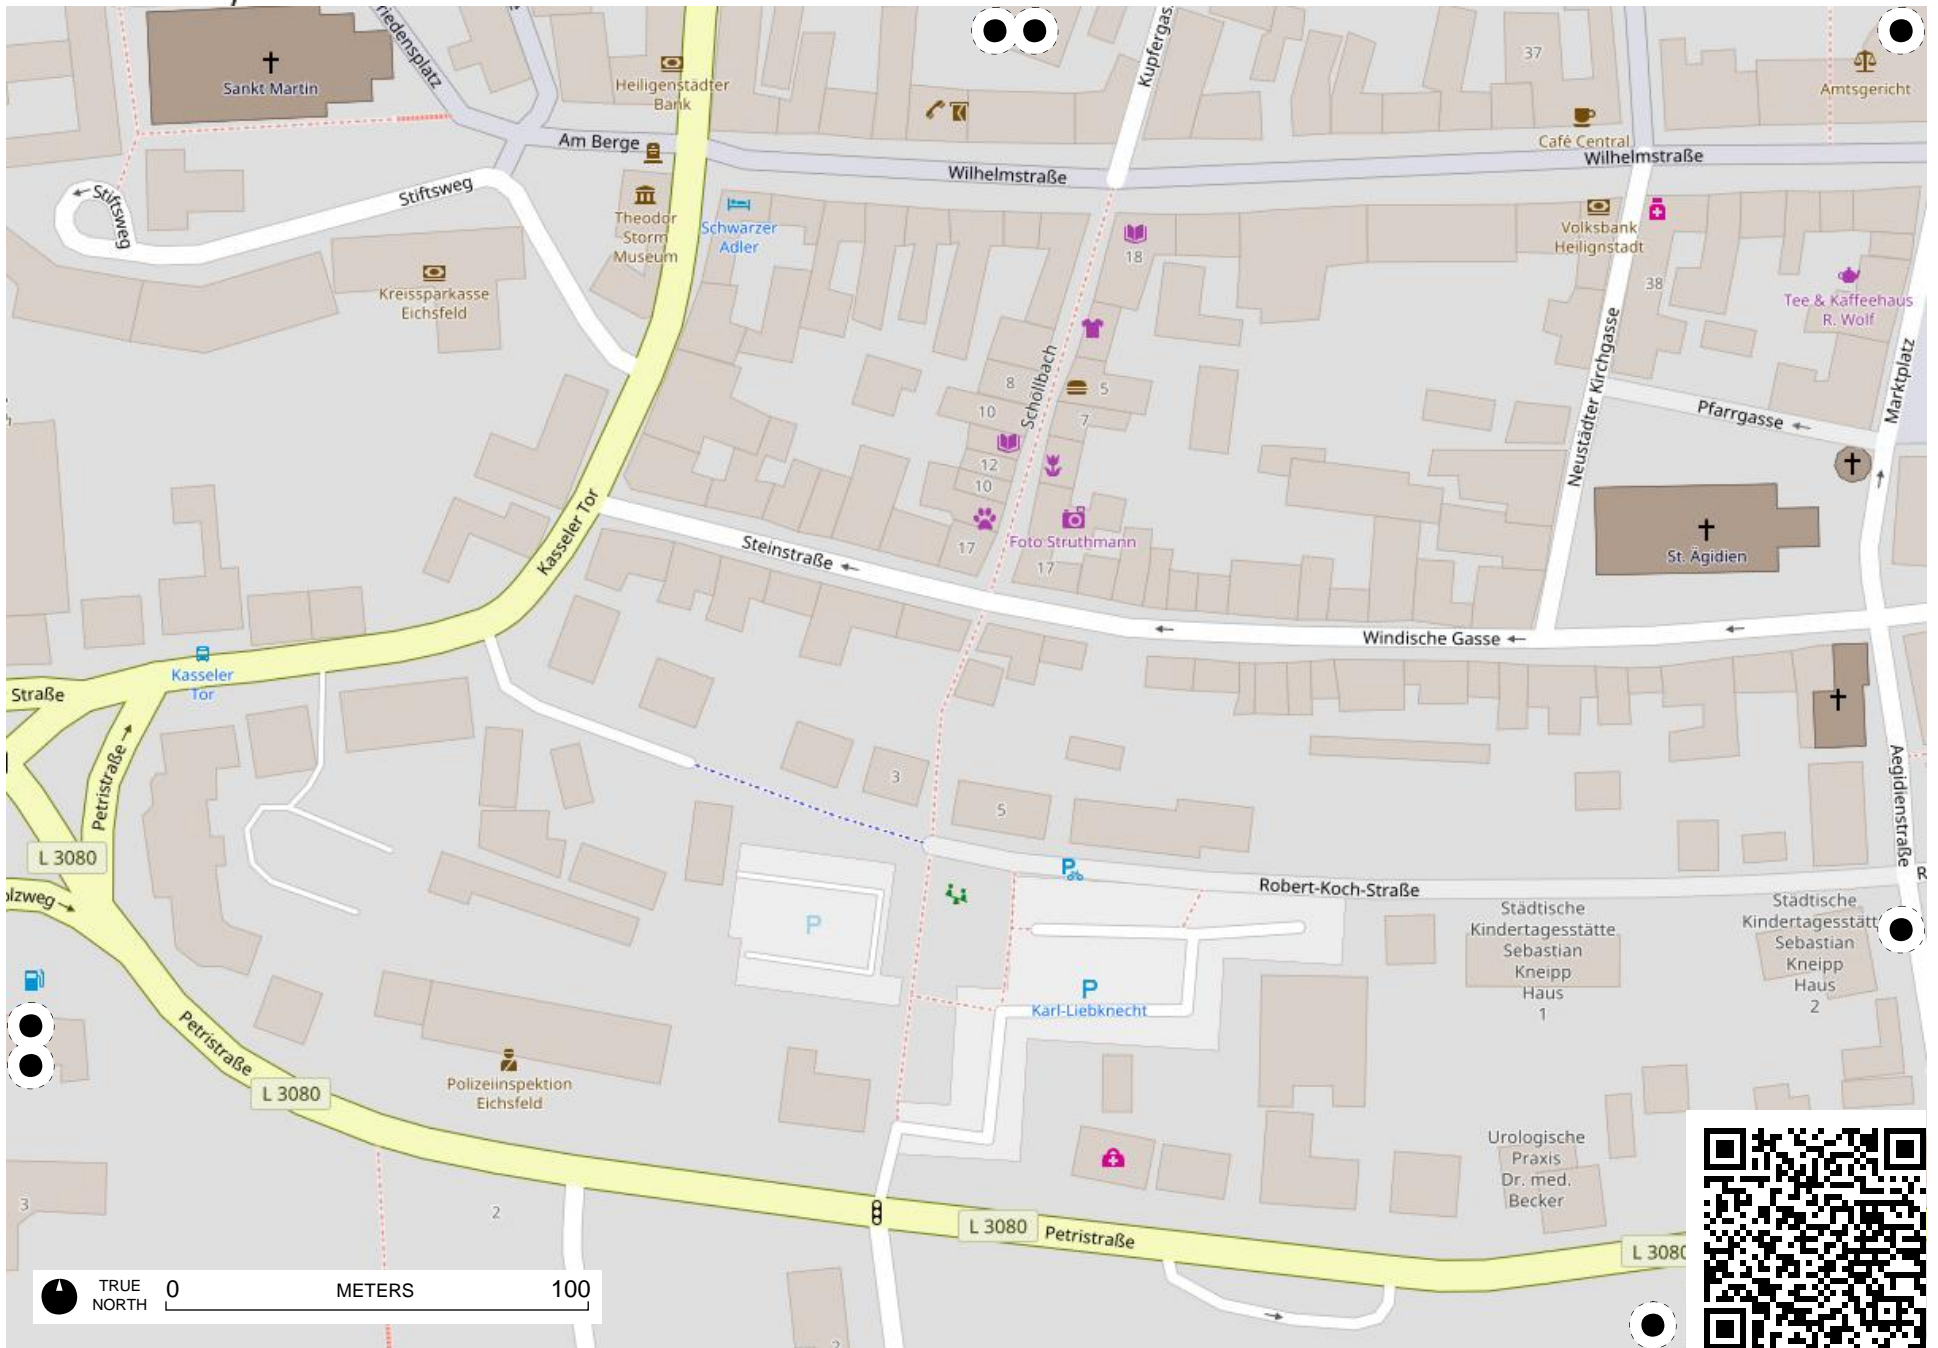 riedensplatz
Kupfergas
37
Sankt Martin
Heiligenstädter
Bank
Amtsgericht
Am Berge
Café Central
Wilhelmstraße
Wilhelmstraße
Stiftsweg
Stiftsweg
Theodor
Storm
Museum
Schwarzer
Adler
Volksbank
Heilignstadt
18
38
Kreissparkasse
Eichsfeld
Tee & Kaffeehaus
R. Wolf
Schöllbach
Neustädter Kirchgasse
Marktplatz
8
5
10
7
Pfarrgasse
12
10
Kasseler Tor
Foto Struthmann
17
17
Steinstraße
St. Ägidien
Windische Gasse
Kasseler
Tor
Straße
Petristraße
3
5
Aegidienstraße
L 3080
olzweg
P
P
Robert-Koch-Straße
R
Städtische
Kindertagesstätte
Sebastian
Kneipp
Haus
1
Städtische
Kindertagesstätt
Sebastian
Kneipp
Haus
2
P
Karl-Liebknecht
Petristraße
L 3080
Polizeiinspektion
Eichsfeld
Urologische
Praxis
Dr. med.
Becker
3
2
L 3080
Petristraße
L 3080
TRUE
NORTH
0 METERS 100